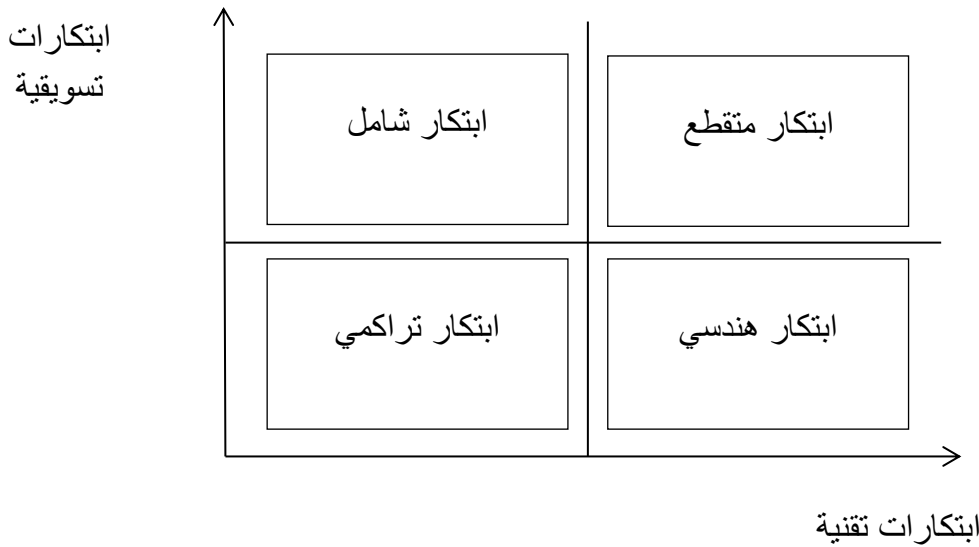 ابتكارات
تسويقية
ابتكار متقطع
ابتكار شامل
ابتكار هندسي
ابتكار تراكمي
ابتكارات تقنية